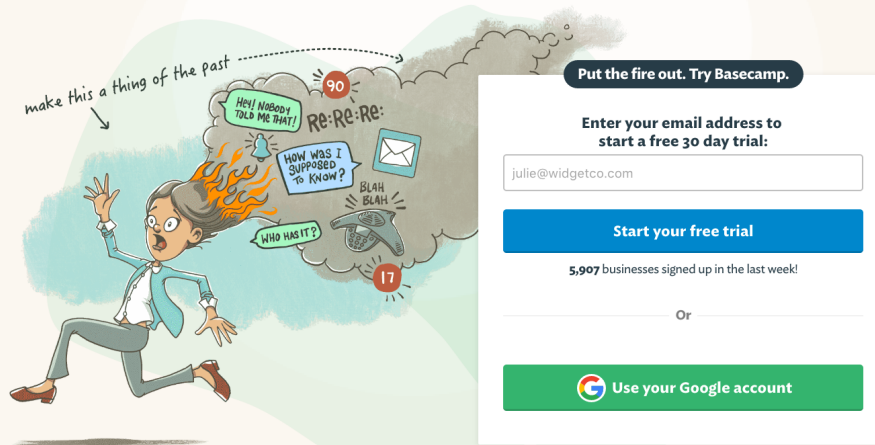 make this a thing of the past
90
HEY! NOBODY
TOLD ME THAT!
Re:Re:Re:
HOW WAS I
SUPPOSED
TO KNOW?
BLAH
BLAH
WHO HAS IT?
17
Put the fire out. Try Basecamp.
Enter your email address to
start a free 30 day trial:
julie@widgetco.com
Start your free trial
5,907 businesses signed up in the last week!
Or
G
Use your Google account